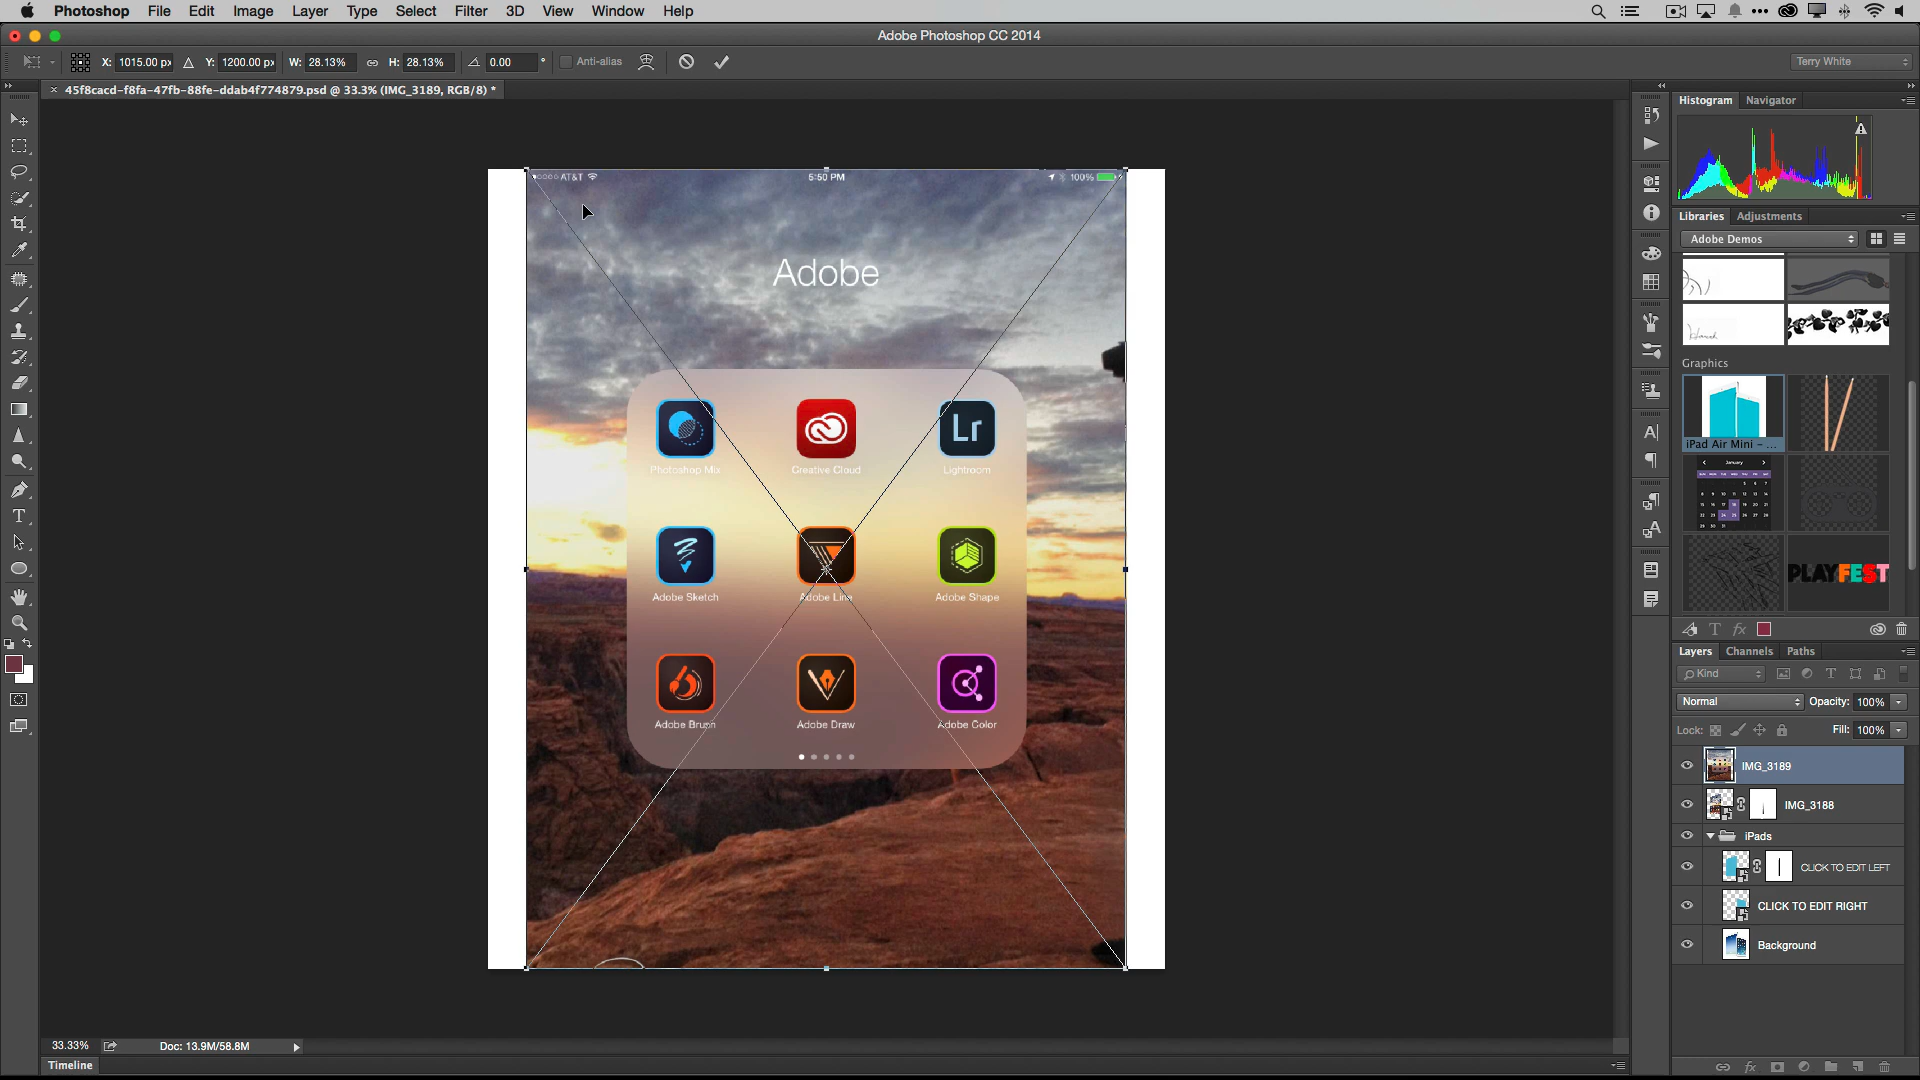 Photoshop File Edit Image Layer Type Select Filter 3D View Window Help
Adobe Photoshop CC 2014
X: 1015.00 px Y: 1200.00 px W: 28.13% H: 28.13% 0.00 ° Anti-alias Terry White
45f8cacd-f8fa-47fb-88fe-ddab4f774879.psd @ 33.3% (IMG_3189, RGB/8) *
Histogram Navigator
AT&T 5:50 PM 100%
Adobe
Photoshop Mix Creative Cloud Lightroom
Lr
Adobe Sketch Adobe Line Adobe Shape
Adobe Brush Adobe Draw Adobe Color
Libraries Adjustments
Adobe Demos
Graphics
iPad Air Mini - ...
January
PLAYFEST
Layers Channels Paths
Kind
Normal Opacity: 100%
Lock: Fill: 100%
IMG_3189
IMG_3188
iPads
CLICK TO EDIT LEFT
CLICK TO EDIT RIGHT
Background
33.33% Doc: 13.9M/58.8M
Timeline